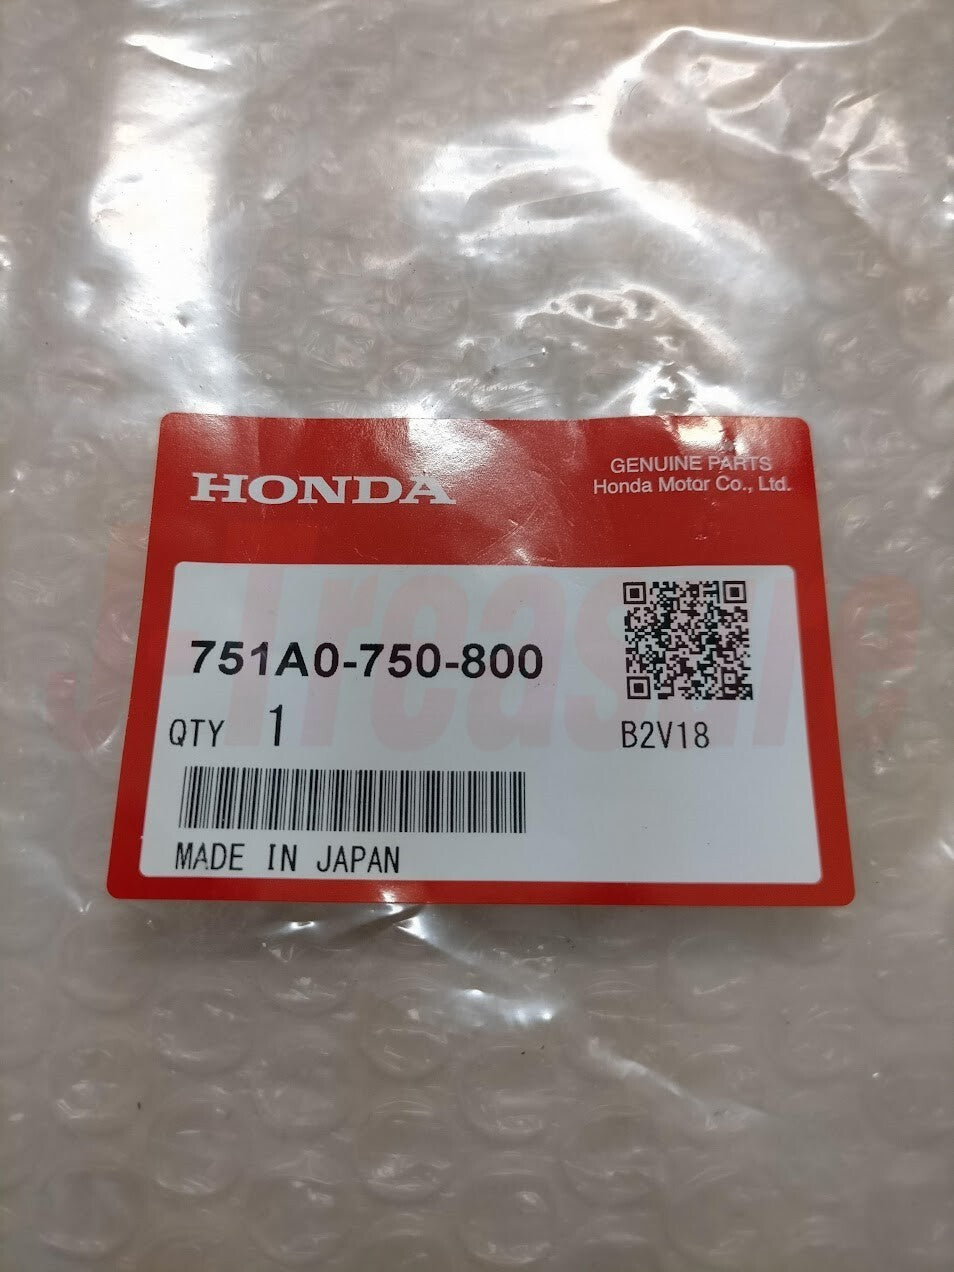 HONDA
GENUINE PARTS
Honda Motor Co., Ltd.
751A0-750-800
QTY 1
B2V18
MADE IN JAPAN